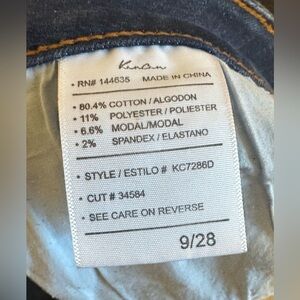 KanCan
• RN# 144635 MADE IN CHINA
• 80.4% COTTON / ALGODON
• 11% POLYESTER / POLIESTER
• 6.6% MODAL/MODAL
• 2% SPANDEX / ELASTANO
• STYLE / ESTILO # KC7286D
• CUT # 34584
• SEE CARE ON REVERSE
9/28